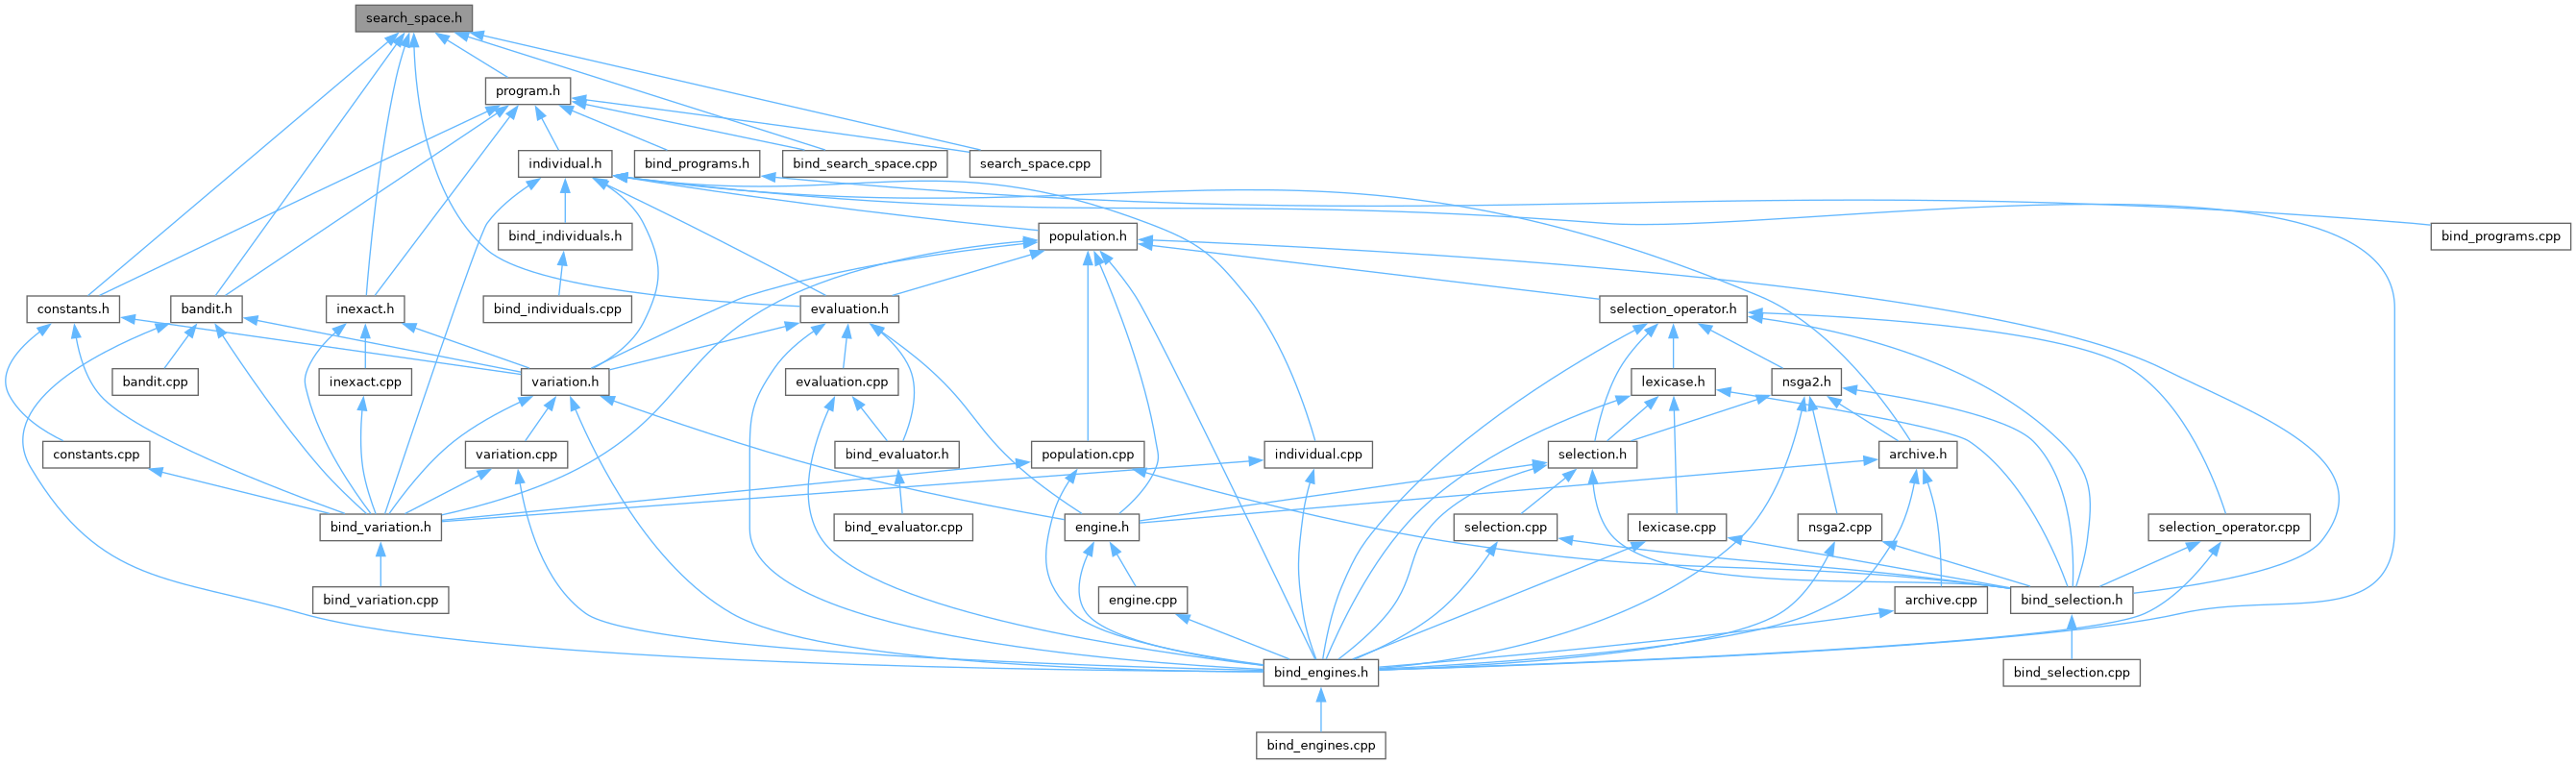 search_space.h
program.h
individual.h
bind_programs.h
bind_search_space.cpp
search_space.cpp
bind_individuals.h
population.h
bind_programs.cpp
constants.h
bandit.h
inexact.h
bind_individuals.cpp
evaluation.h
selection_operator.h
bandit.cpp
inexact.cpp
variation.h
evaluation.cpp
lexicase.h
nsga2.h
constants.cpp
variation.cpp
bind_evaluator.h
population.cpp
individual.cpp
selection.h
archive.h
bind_variation.h
bind_evaluator.cpp
engine.h
selection.cpp
lexicase.cpp
nsga2.cpp
selection_operator.cpp
bind_variation.cpp
engine.cpp
archive.cpp
bind_selection.h
bind_engines.h
bind_selection.cpp
bind_engines.cpp